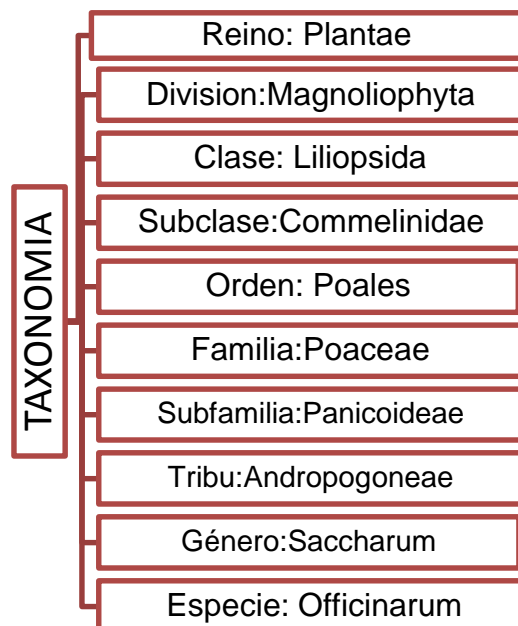 TAXONOMIA
Reino: Plantae
Division:Magnoliophyta
Clase: Liliopsida
Subclase:Commelinidae
Orden: Poales
Familia:Poaceae
Subfamilia:Panicoideae
Tribu:Andropogoneae
Género:Saccharum
Especie: Officinarum